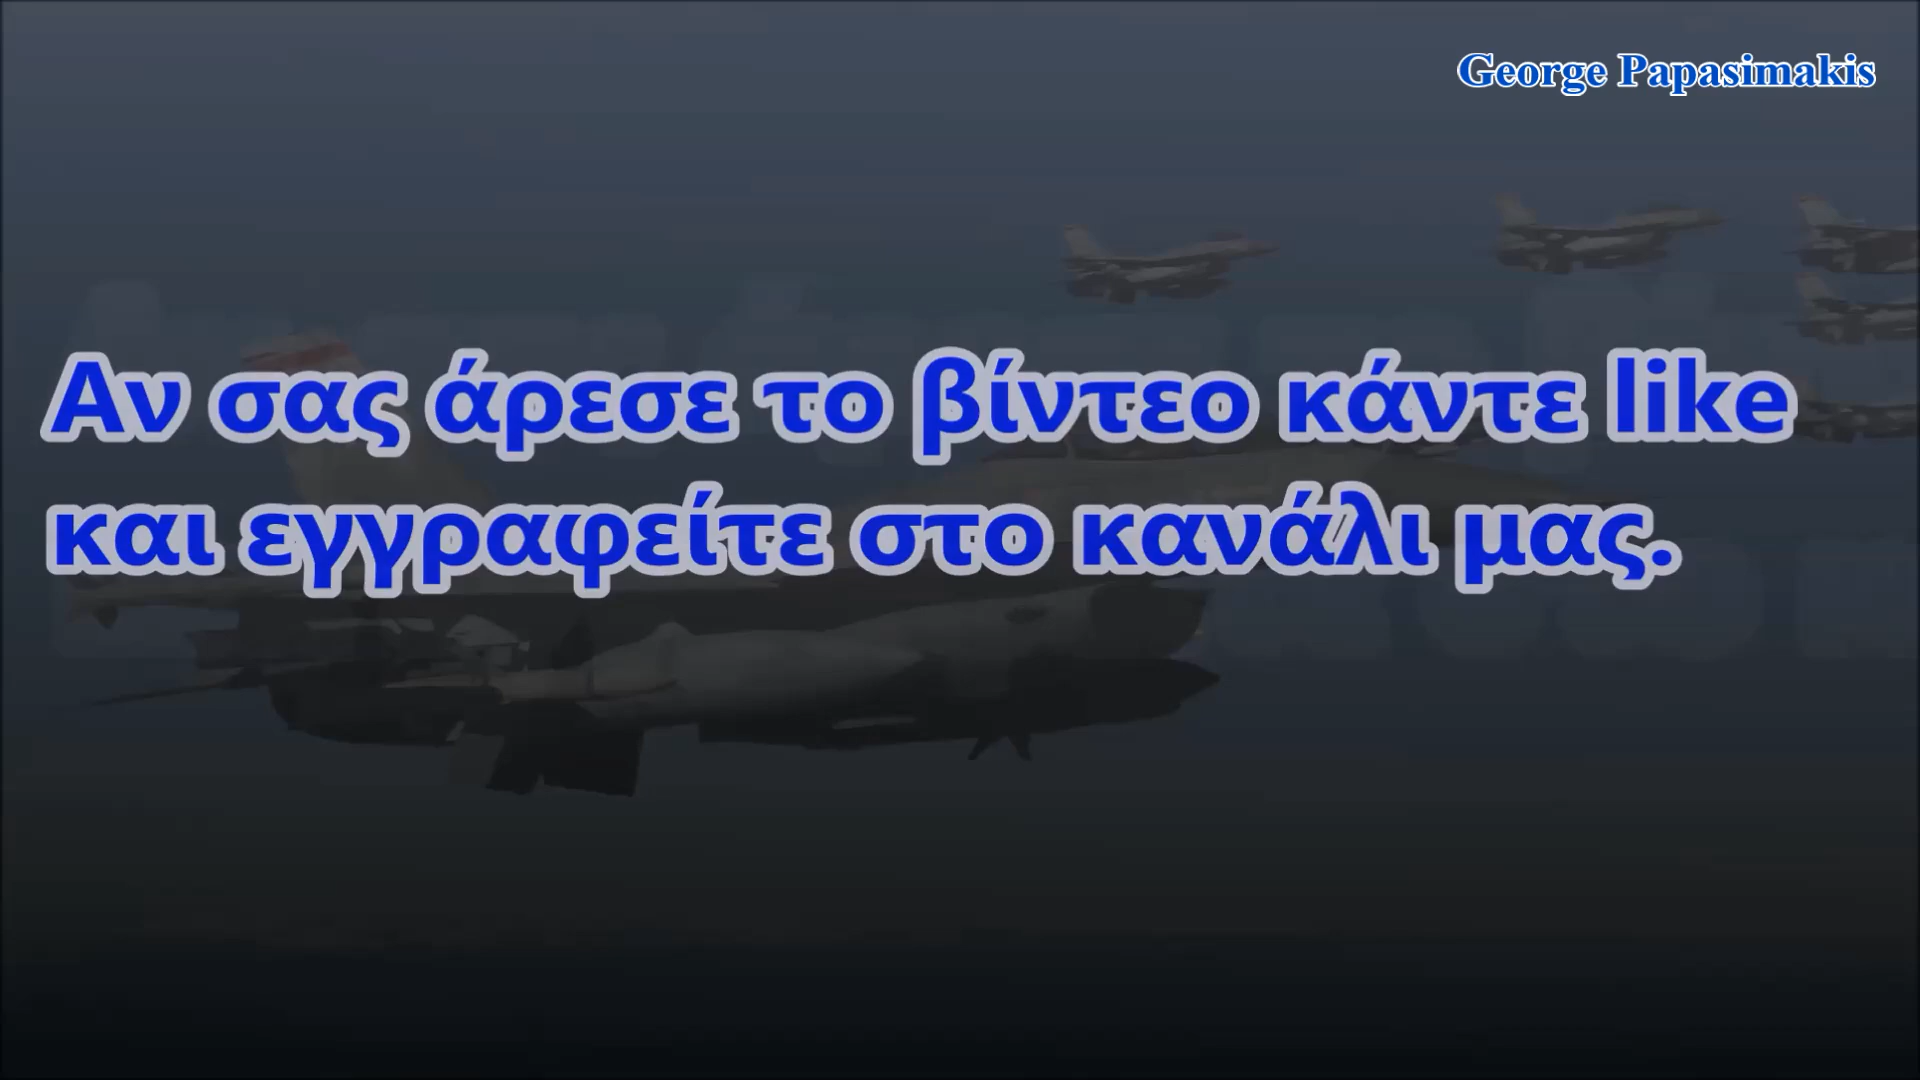 George Papasimakis
Αν σας άρεσε το βίντεο κάντε like
και εγγραφείτε στο κανάλι μας.